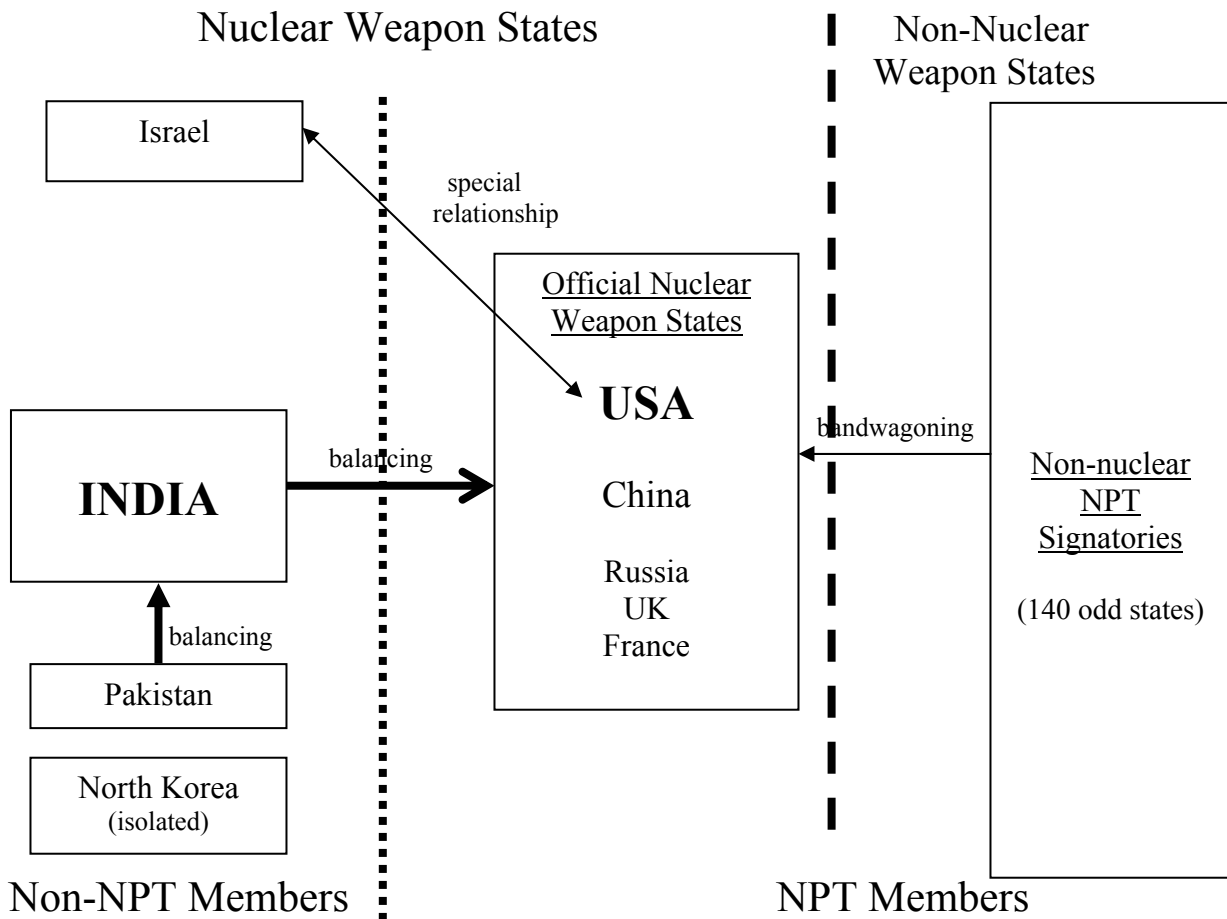 Nuclear Weapon States
Non-Nuclear
Weapon States
Israel
special
relationship
Official Nuclear
Weapon States
USA
China
Russia
UK
France
balancing
INDIA
balancing
Pakistan
North Korea
(isolated)
bandwagoning
Non-nuclear
NPT
Signatories
(140 odd states)
Non-NPT Members
NPT Members